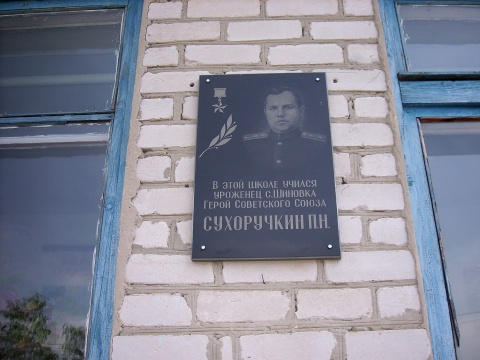 В этой школе учился
уроженец с.Шиновка
Герой Советского Союза
Сухоручкин П.Н.